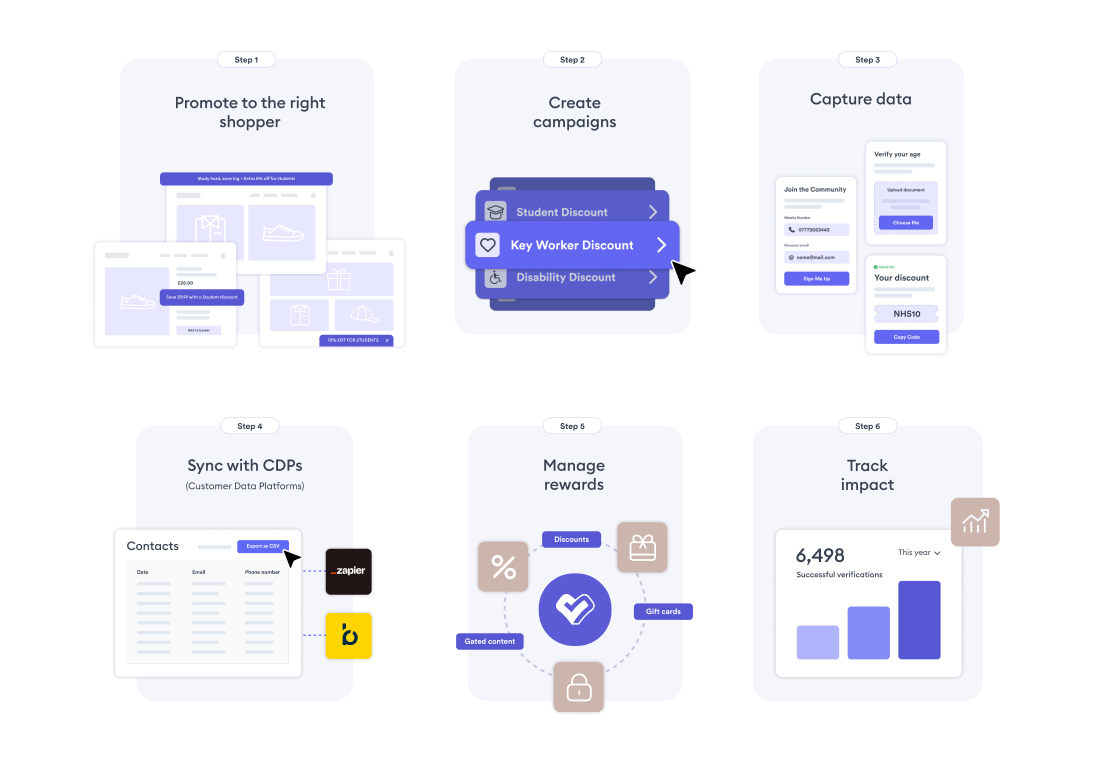 Step 1
Promote to the right
shopper
Study hard, save big – Extra 5% off for students
£28.00
Save £9.99 with a Student discount
Add to basket
10% OFF FOR STUDENTS ×
Step 2
Create
campaigns
Student Discount
Key Worker Discount
Disability Discount
Step 3
Capture data
Verify your age
Upload document
Choose file
Join the Community
Mobile Number
07772063443
Personal email
@ name@mail.com
Sign Me Up
VERIFIED
Your discount
NHS10
Copy Code
Step 4
Sync with CDPs
(Customer Data Platforms)
Contacts
Export as CSV
Date Email Phone number
_zapier
b
Step 5
Manage
rewards
Discounts
%
Gift cards
Gated content
Step 6
Track
impact
6,498
This year
Successful verifications